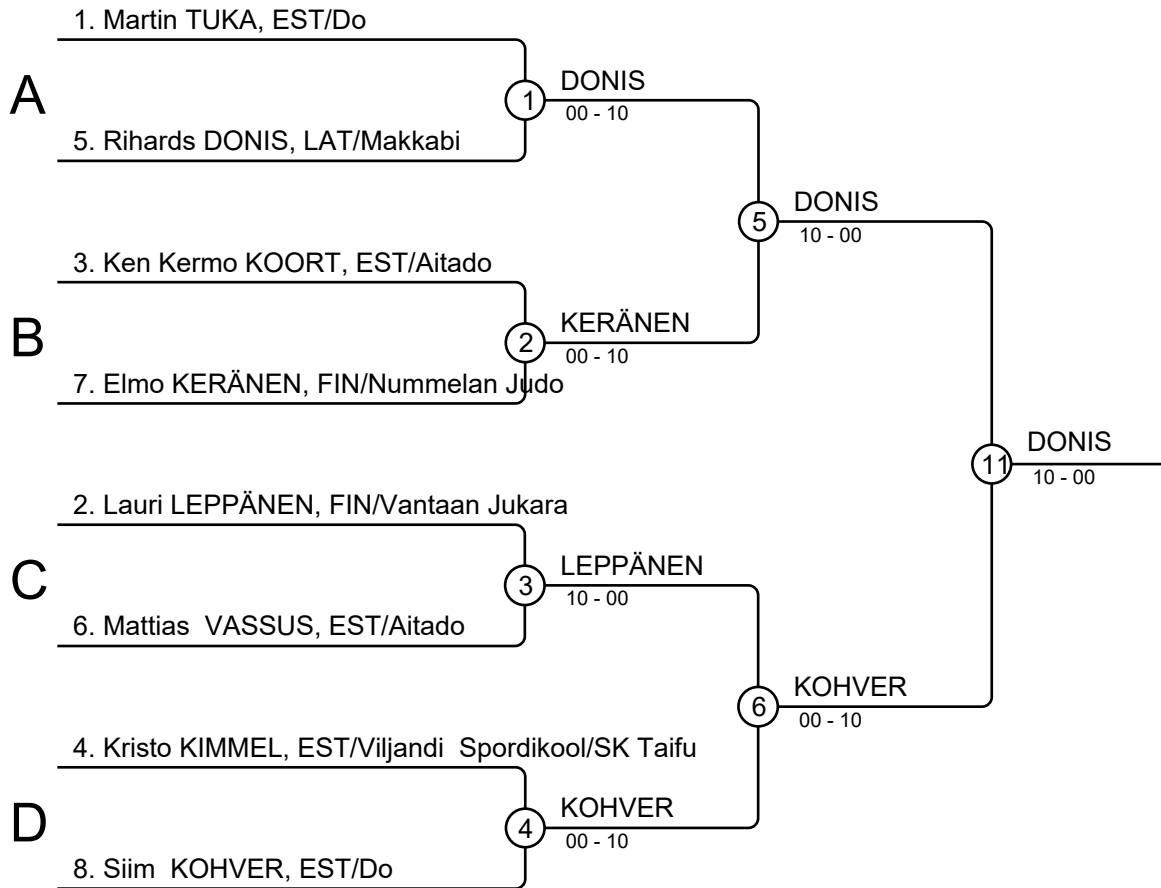 1. Martin TUKA, EST/Do
A
1
DONIS
00 - 10
5. Rihards DONIS, LAT/Makkabi
5
DONIS
10 - 00
3. Ken Kermo KOORT, EST/Aitado
B
2
KERÄNEN
00 - 10
7. Elmo KERÄNEN, FIN/Nummelan Judo
11
DONIS
10 - 00
2. Lauri LEPPÄNEN, FIN/Vantaan Jukara
C
3
LEPPÄNEN
10 - 00
6. Mattias  VASSUS, EST/Aitado
6
KOHVER
00 - 10
4. Kristo KIMMEL, EST/Viljandi  Spordikool/SK Taifu
D
4
KOHVER
00 - 10
8. Siim  KOHVER, EST/Do